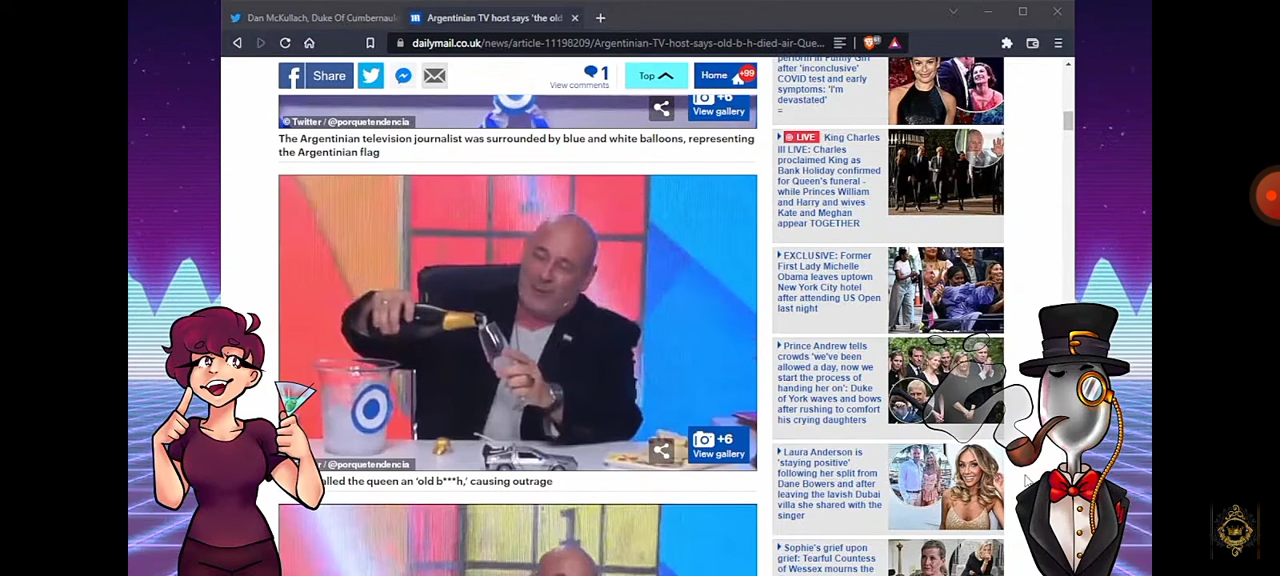 Dan McKullach, Duke Of Cumbernaul
Argentinian TV host says 'the old
dailymail.co.uk/news/article-11198209/Argentinian-TV-host-says-old-b-h-died-air-Que...
Share
1
View comments
Top
Home
+99
+6
View gallery
© Twitter / @porquetendencia
The Argentinian television journalist was surrounded by blue and white balloons, representing
the Argentinian flag
+6
View gallery
r / @porquetendencia
alled the queen an 'old b***h,' causing outrage
perform in Funny Girl
after 'inconclusive'
COVID test and early
symptoms: 'I'm
devastated'
LIVE King Charles
III LIVE: Charles
proclaimed King as
Bank Holiday confirmed
for Queen's funeral -
while Princes William
and Harry and wives
Kate and Meghan
appear TOGETHER
EXCLUSIVE: Former
First Lady Michelle
Obama leaves uptown
New York City hotel
after attending US Open
last night
Prince Andrew tells
crowds 'we've been
allowed a day, now we
start the process of
handing her on': Duke
of York waves and bows
after rushing to comfort
his crying daughters
Laura Anderson is
'staying positive'
following her split from
Dane Bowers and after
leaving the lavish Dubai
villa she shared with the
singer
Sophie's grief upon
grief: Tearful Countess
of Wessex mourns the